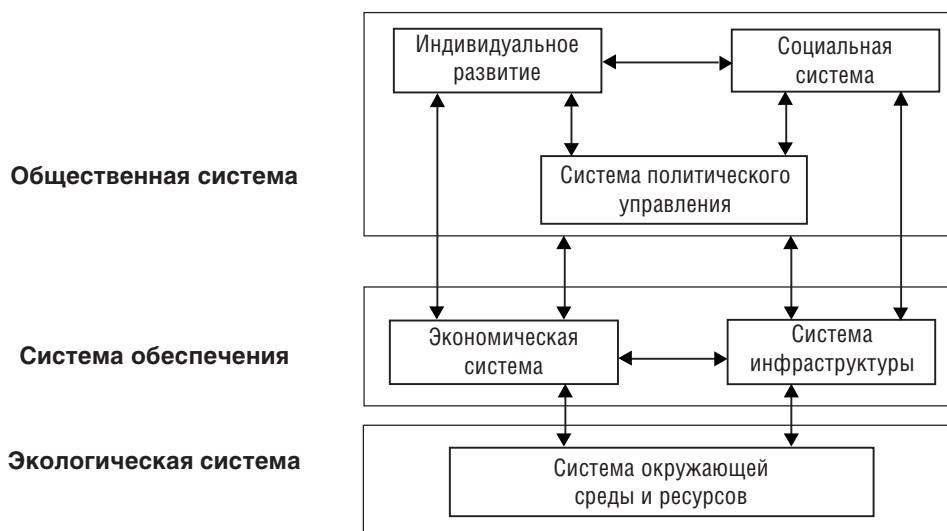 Индивидуальное
развитие
Социальная
система
Общественная система
Система политического
управления
Система обеспечения
Экономическая
система
Система
инфраструктуры
Экологическая система
Система окружающей
среды и ресурсов